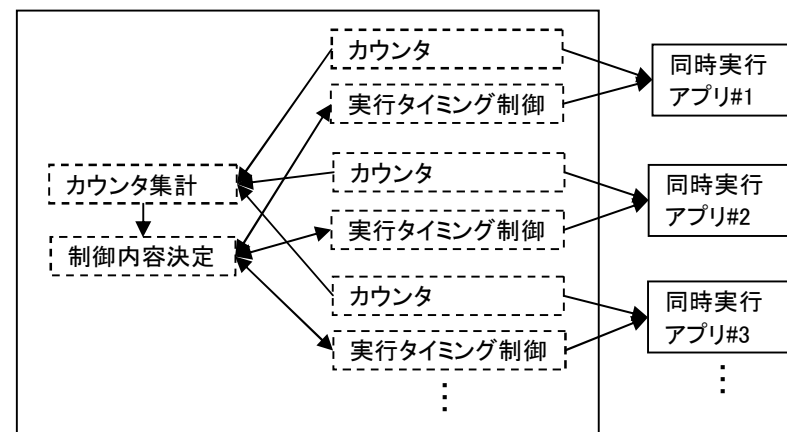 カウンタ
実行タイミング制御
同時実行
アプリ#1
カウンタ集計
制御内容決定
カウンタ
実行タイミング制御
同時実行
アプリ#2
カウンタ
実行タイミング制御
同時実行
アプリ#3
⋮
⋮